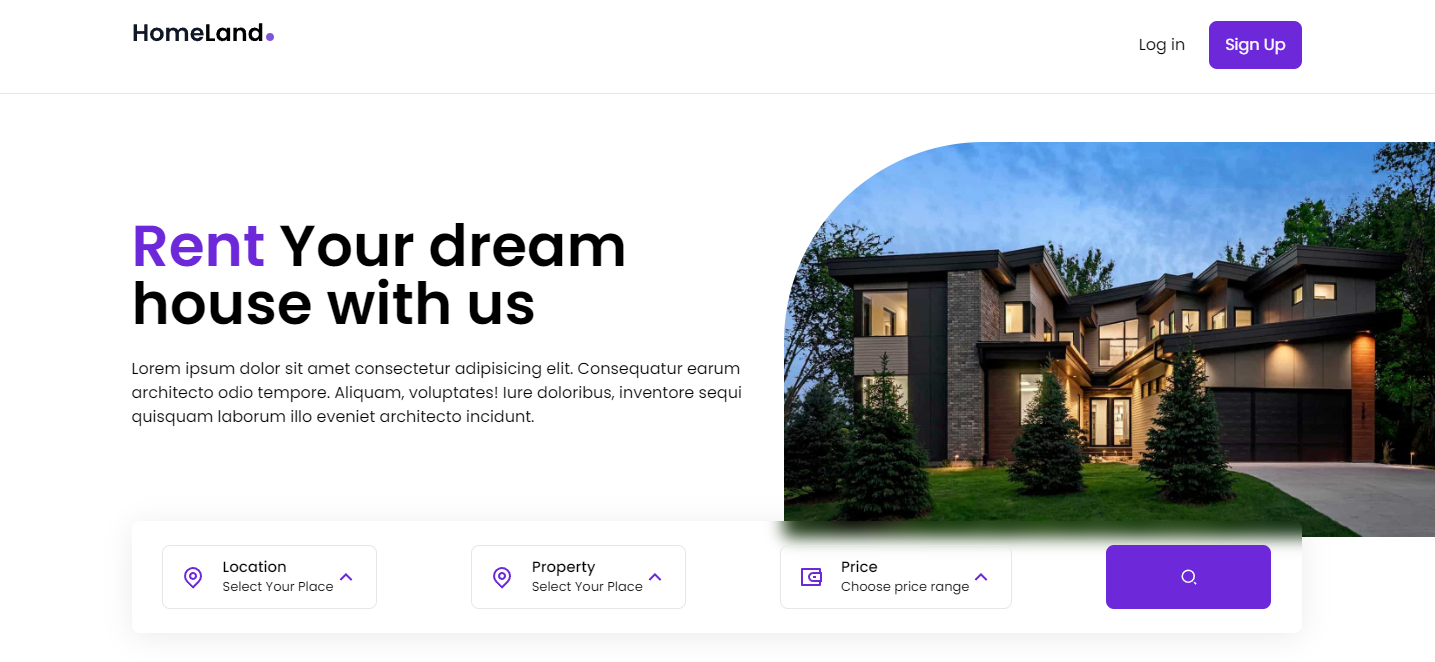 HomeLand
Log in
Sign Up
Rent Your dream
house with us
Lorem ipsum dolor sit amet consectetur adipisicing elit. Consequatur earum
architecto odio tempore. Aliquam, voluptates! Iure doloribus, inventore sequi
quisquam laborum illo eveniet architecto incidunt.
Location
Select Your Place
Property
Select Your Place
Price
Choose price range